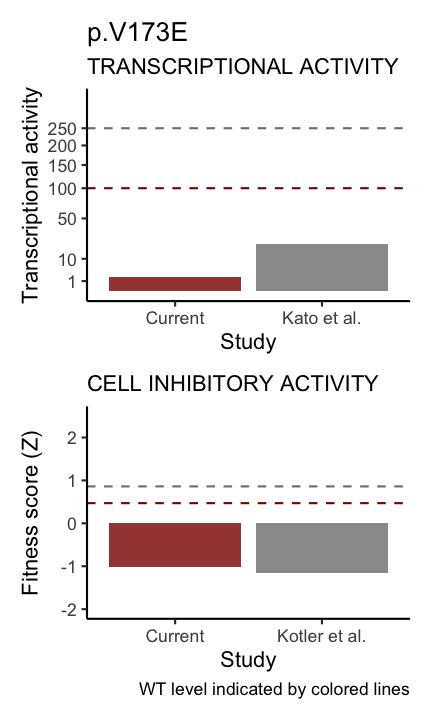 p.V173E
TRANSCRIPTIONAL ACTIVITY
Transcriptional activity
250
200
150
100
50
10
1
Current
Kato et al.
Study
CELL INHIBITORY ACTIVITY
Fitness score (Z)
2
1
0
-1
-2
Current
Kotler et al.
Study
WT level indicated by colored lines